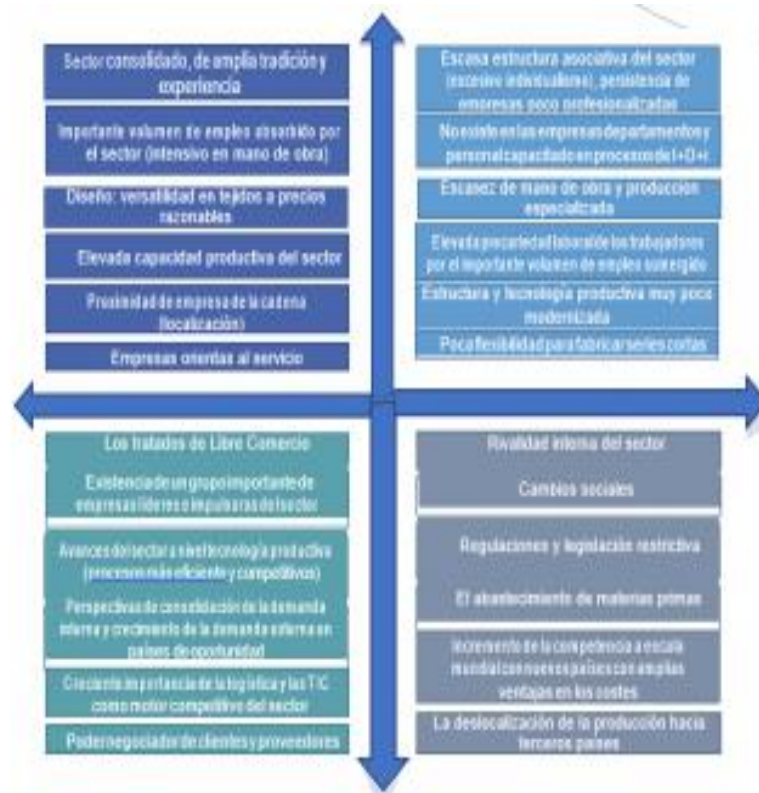 Sector consolidado, de amplia tradición y
experiencia
Importante volumen de empleo absorbido por
el sector (intensivo en mano de obra)
Diseño: versatilidad en tejidos a precios
razonables
Elevada capacidad productiva del sector
Proximidad de empresa de la cadena
(localización)
Empresas orientas al servicio
Escasa estructura asociativa del sector
(excesivo individualismo), persistencia de
empresas poco profesionalizadas
No existe en las empresas departamentos y
personal capacitado en procesos de I+D+i
Escasez de mano de obra y producción
especializada
Elevada precariedad laboral de los trabajadores
por el importante volumen de empleo sumergido
Estructura y tecnología productiva muy poco
modernizada
Poca flexibilidad para fabricar series cortas
Los tratados de Libre Comercio
Existencia de un grupo importante de
empresas líderes e impulsoras del sector
Avances del sector a nivel tecnología productiva
(procesos más eficiente y competitivos)
Perspectivas de consolidación de la demanda
interna y crecimiento de la demanda externa en
países de oportunidad
Creciente importancia de la logística y las TIC
como motor competitivo del sector
Poder negociador de clientes y proveedores
Rivalidad interna del sector
Cambios sociales
Regulaciones y legislación restrictiva
El abastecimiento de materias primas
Incremento de la competencia a escala
mundial con nuevos países con amplias
ventajas en los costes
La deslocalización de la producción hacia
terceros países